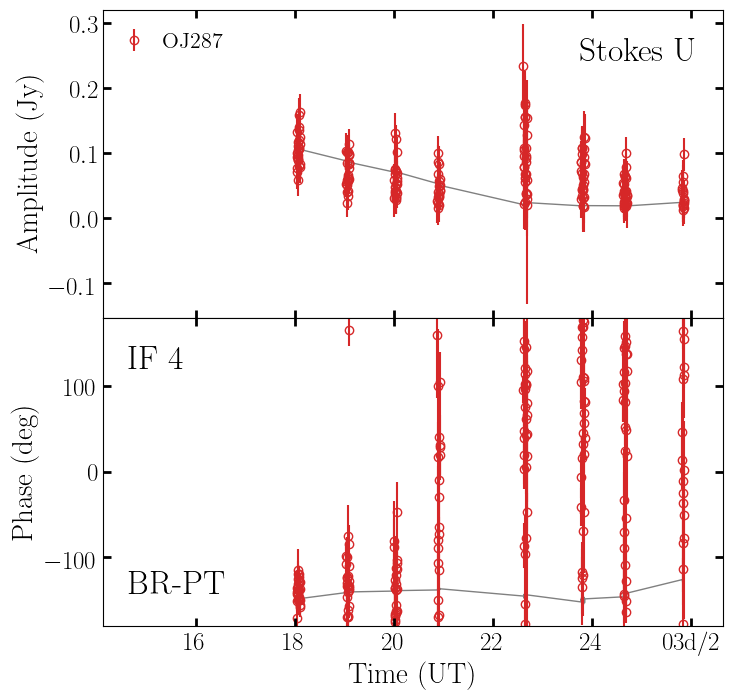 0.3
OJ287
Stokes U
0.2
0.1
0.0
−0.1
Amplitude (Jy)
IF 4
100
0
−100
Phase (deg)
BR-PT
16 18 20 22 24 03d/2
Time (UT)